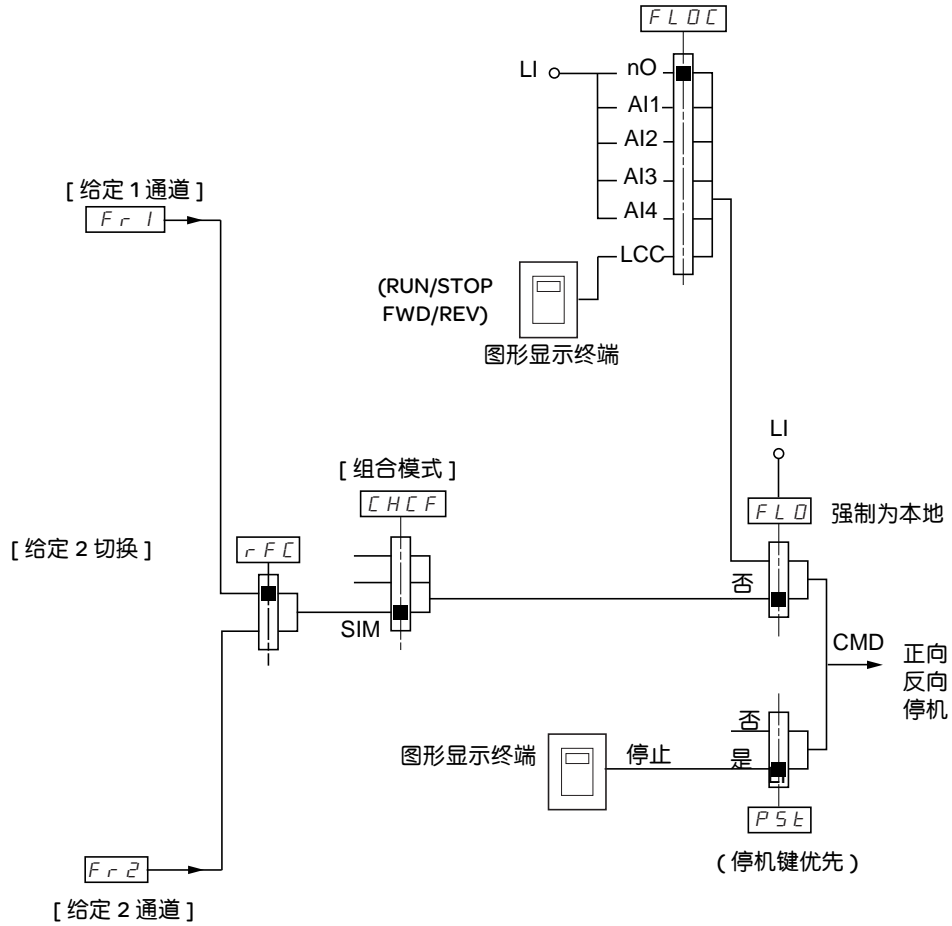 FLOC
LI
nO
AI1
AI2
AI3
AI4
LCC
[ 给定 1 通道 ]
Fr1
(RUN/STOP
FWD/REV)
图形显示终端
LI
[ 组合模式 ]
CHCF
FLO
强制为本地
[ 给定 2 切换 ]
rFC
否
SIM
CMD
正向
反向
停机
否
图形显示终端
停止
是
LI
PSt
( 停机键优先 )
Fr2
[ 给定 2 通道 ]